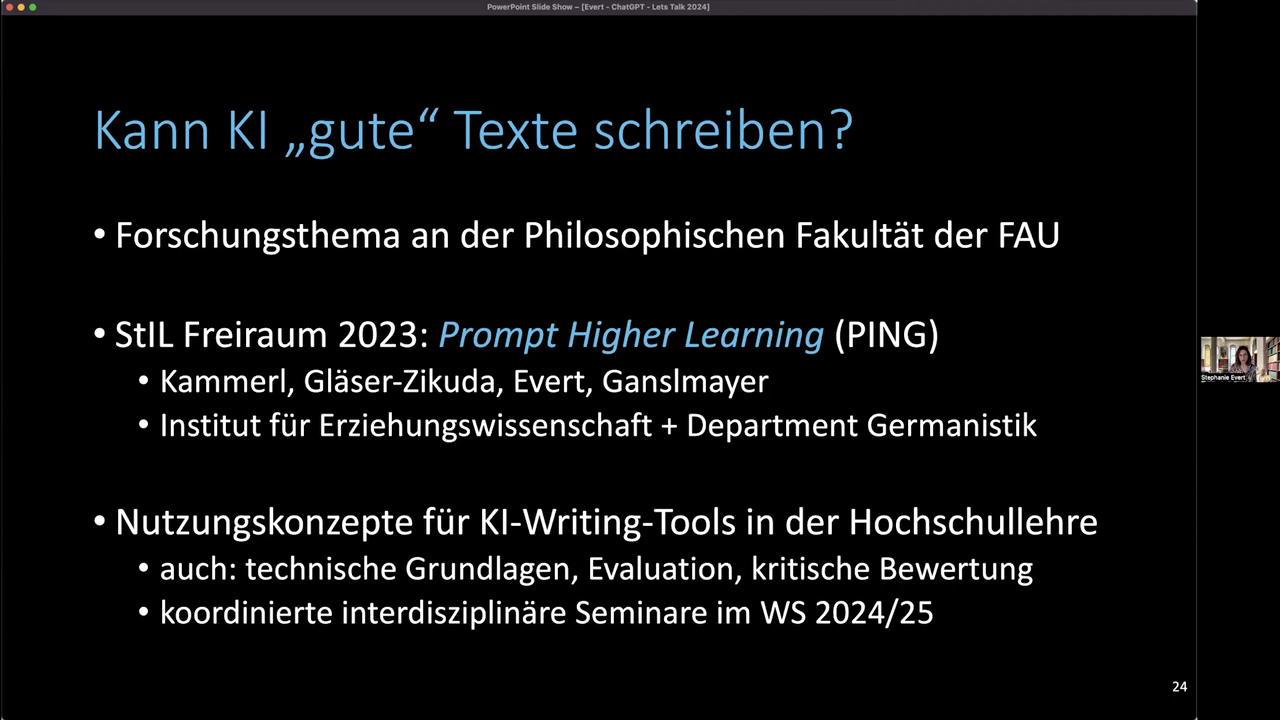 PowerPoint Slide Show – [Evert - ChatGPT - Lets Talk 2024]
Kann KI „gute“ Texte schreiben?
• Forschungsthema an der Philosophischen Fakultät der FAU
• StIL Freiraum 2023: Prompt Higher Learning (PING)
• Kammerl, Gläser-Zikuda, Evert, Ganslmayer
• Institut für Erziehungswissenschaft + Department Germanistik
• Nutzungskonzepte für KI-Writing-Tools in der Hochschullehre
• auch: technische Grundlagen, Evaluation, kritische Bewertung
• koordinierte interdisziplinäre Seminare im WS 2024/25
24
Stephanie Evert